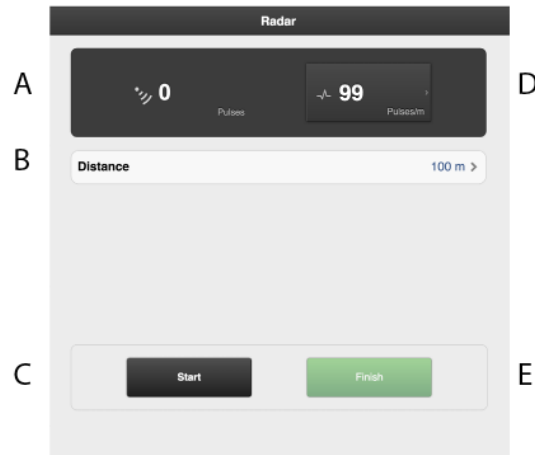 Radar
A
0
Pulses
99
Pulses/m
D
B
Distance
100 m
C
Start
Finish
E